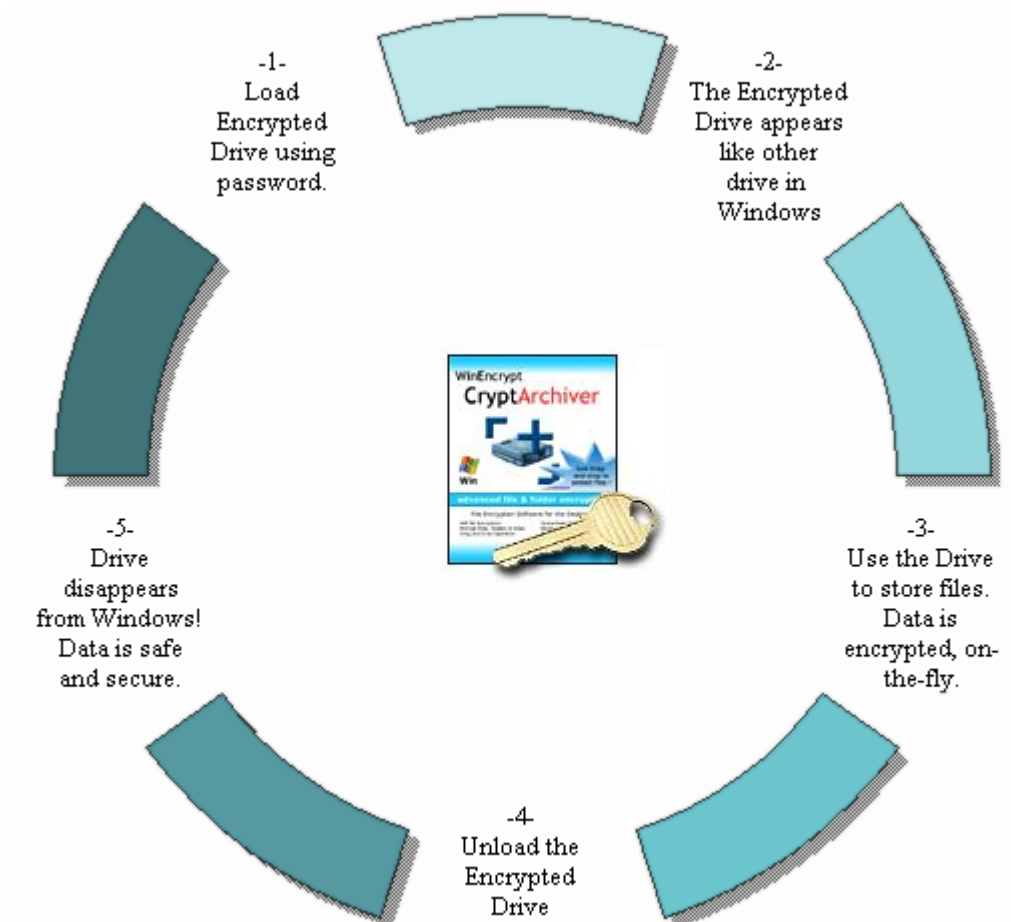 -1-
Load
Encrypted
Drive using
password.
-2-
The Encrypted
Drive appears
like other
drive in
Windows
WinEncrypt
CryptArchiver
Win
advanced file & folder
-3-
Use the Drive
to store files.
Data is
encrypted, on-
the-fly.
-4-
Unload the
Encrypted
Drive
-5-
Drive
disappears
from Windows!
Data is safe
and secure.